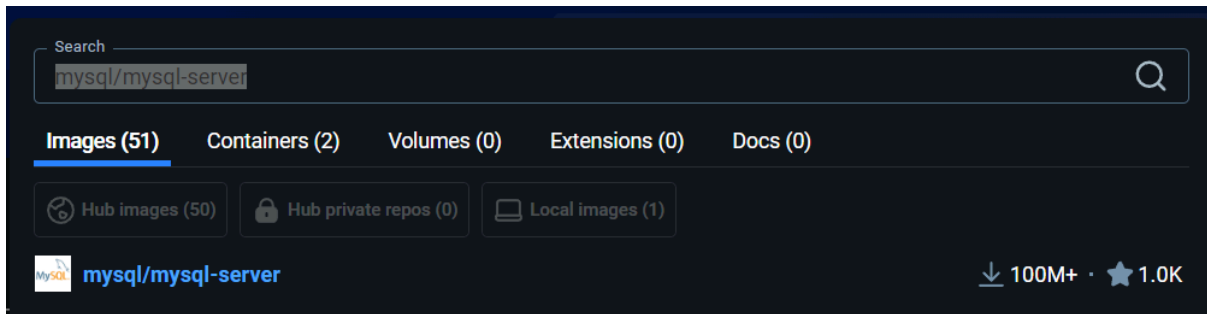 Search
mysql/mysql-server
Images (51) Containers (2) Volumes (0) Extensions (0) Docs (0)
Hub images (50) Hub private repos (0) Local images (1)
MySQL mysql/mysql-server 100M+ · 1.0K